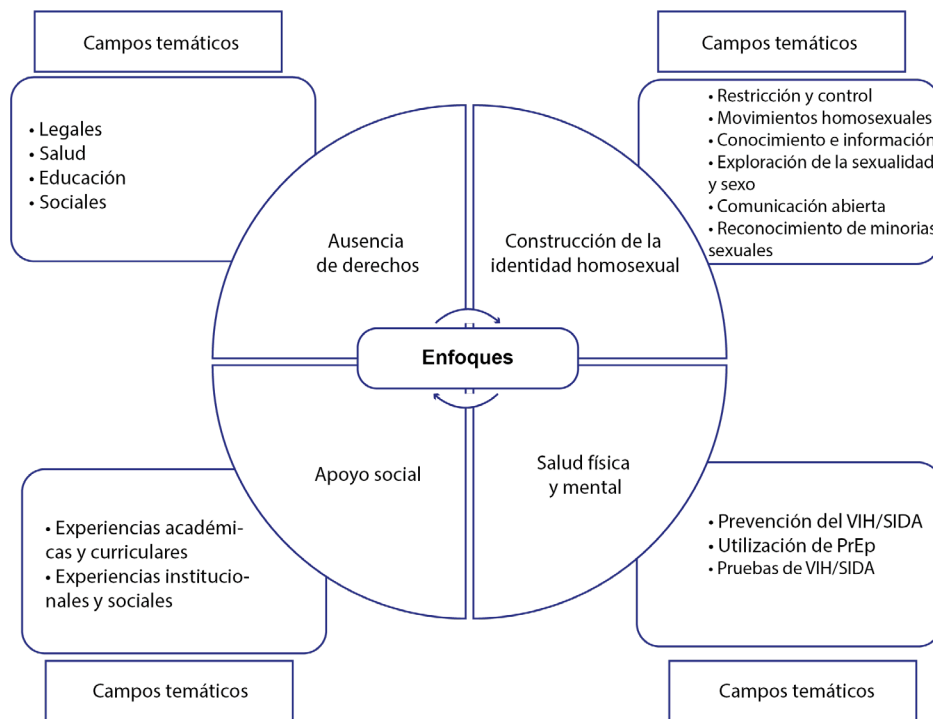 Campos temáticos
• Legales
• Salud
• Educación
• Sociales
Campos temáticos
• Restricción y control
• Movimientos homosexuales
• Conocimiento e información
• Exploración de la sexualidad
y sexo
• Comunicación abierta
• Reconocimiento de minorias
sexuales
Ausencia
de derechos
Construcción de la
identidad homosexual
Enfoques
Apoyo social
Salud física
y mental
• Experiencias académi-
cas y curriculares
• Experiencias institucio-
nales y sociales
Campos temáticos
• Prevención del VIH/SIDA
• Utilización de PrEp
• Pruebas de VIH/SIDA
Campos temáticos